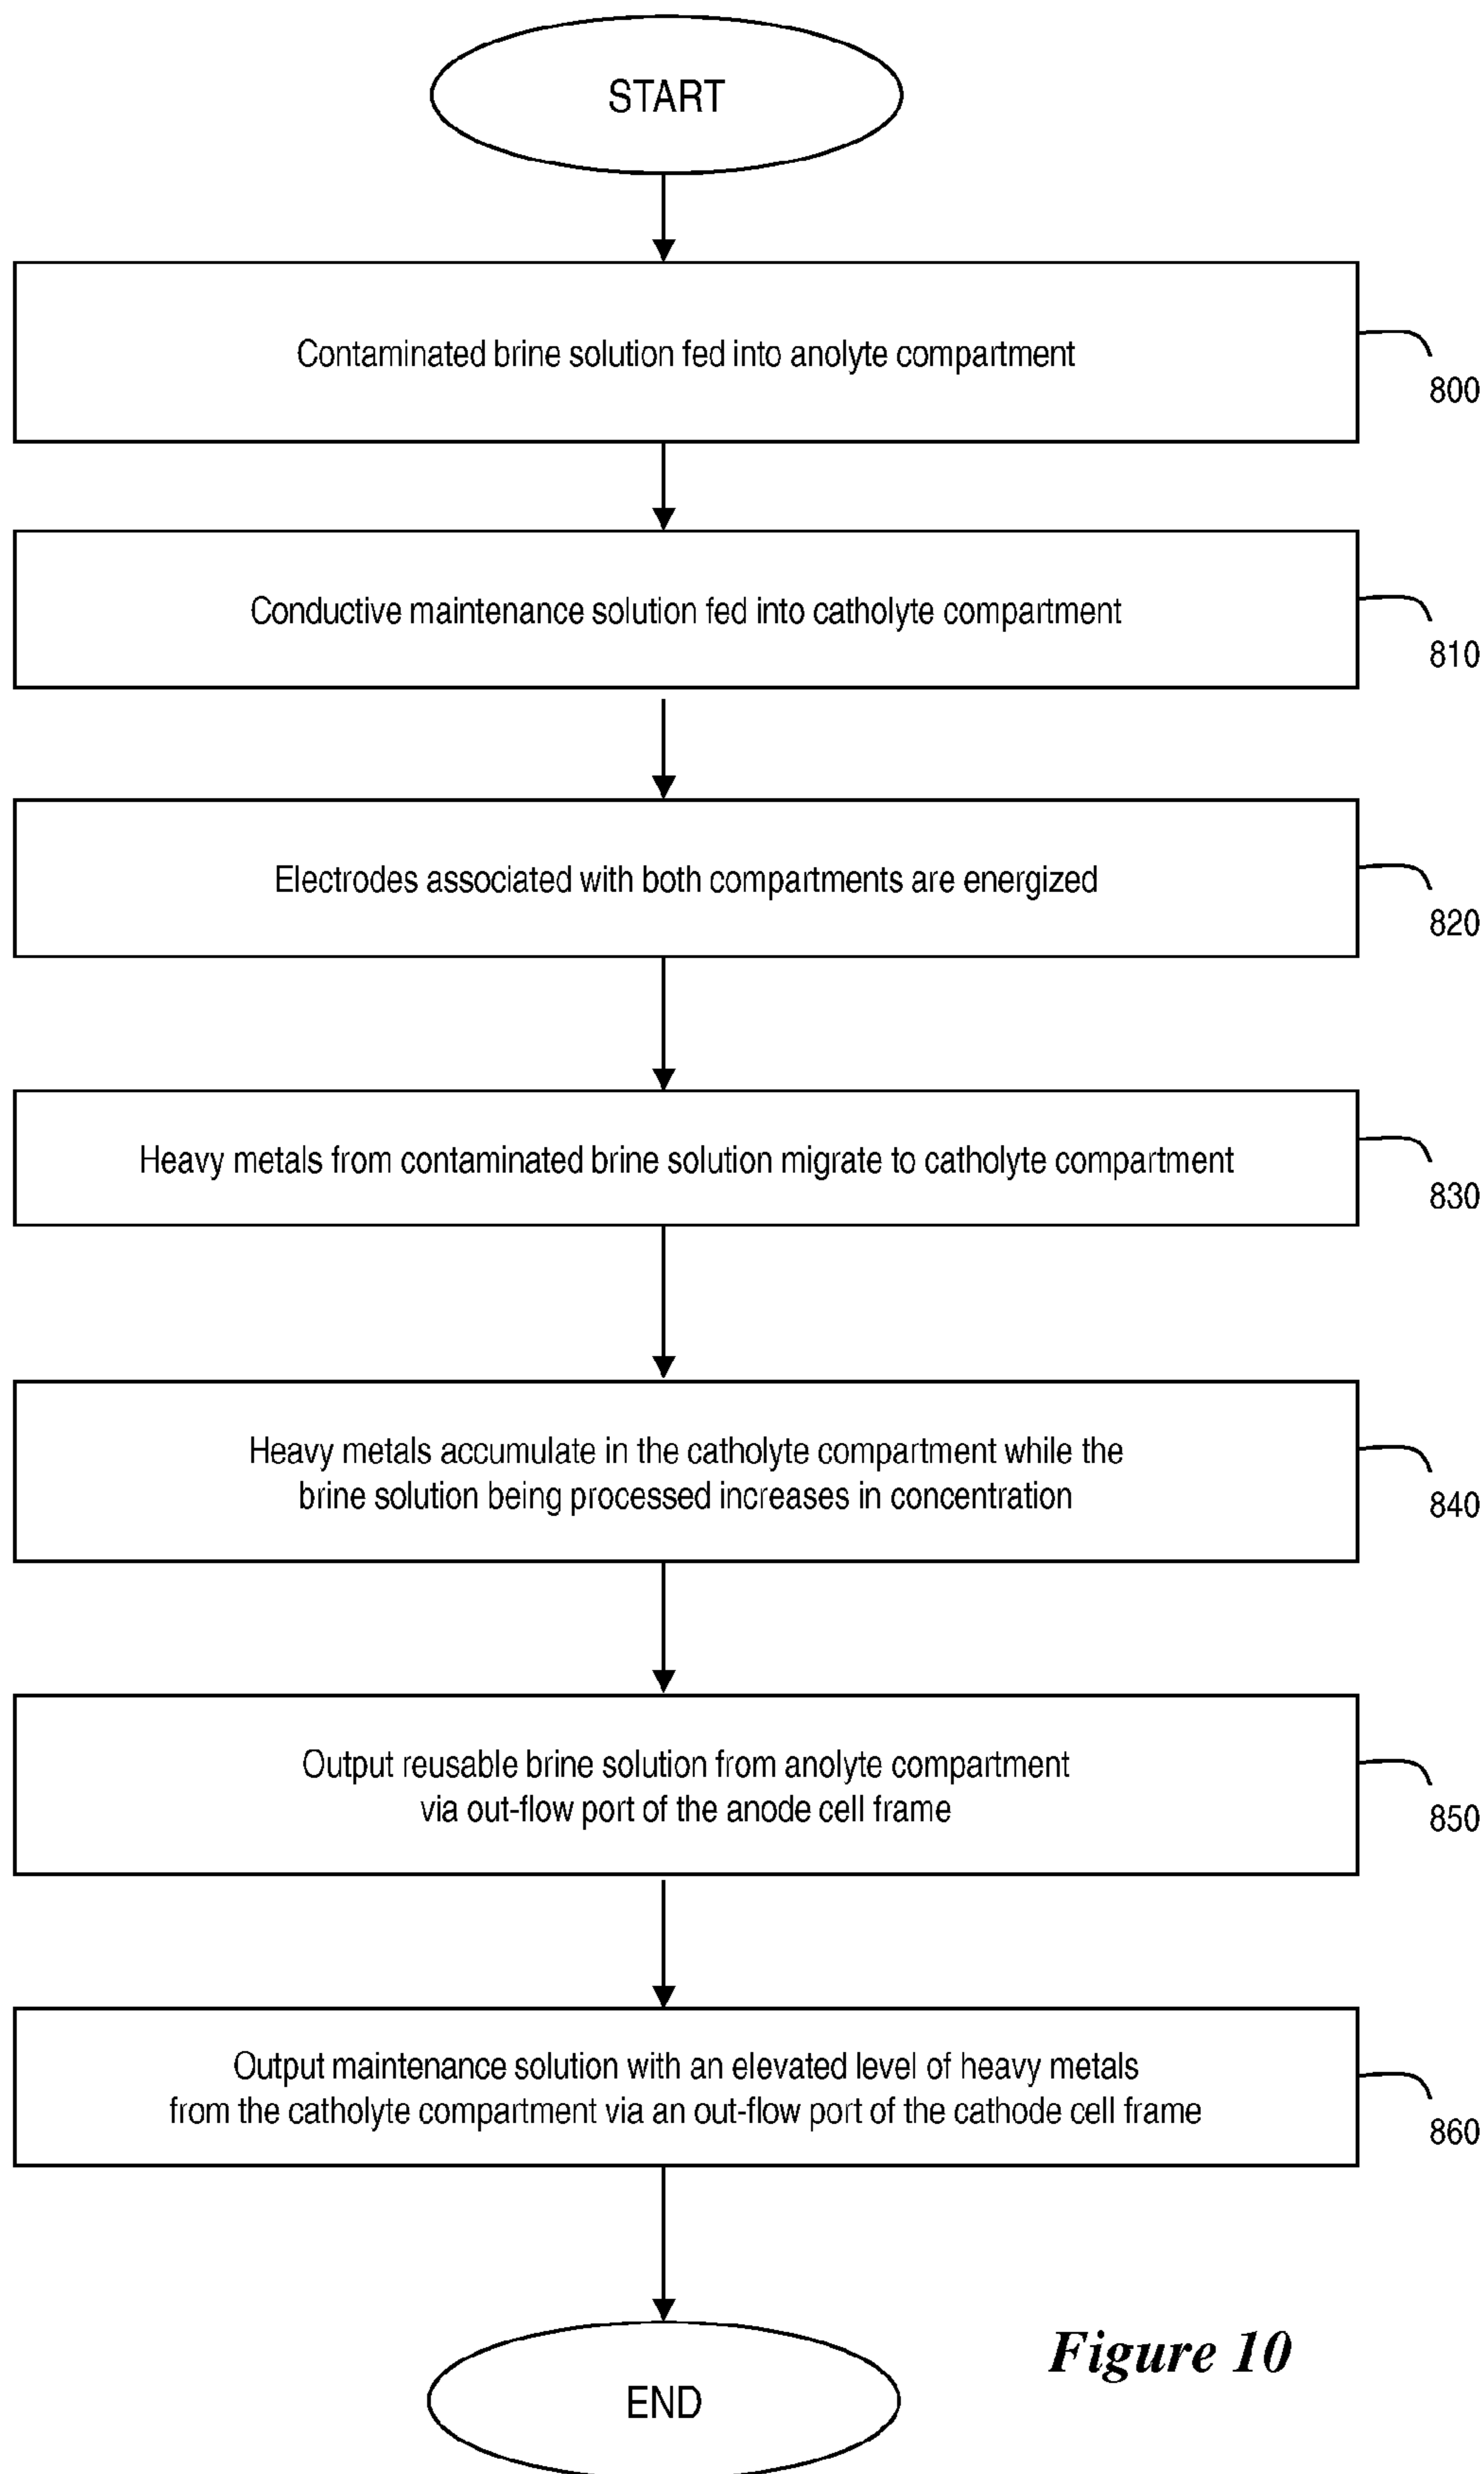 START
Contaminated brine solution fed into anolyte compartment
800
Conductive maintenance solution fed into catholyte compartment
810
Electrodes associated with both compartments are energized
820
Heavy metals from contaminated brine solution migrate to catholyte compartment
830
Heavy metals accumulate in the catholyte compartment while the
brine solution being processed increases in concentration
840
Output reusable brine solution from anolyte compartment
via out-flow port of the anode cell frame
850
Output maintenance solution with an elevated level of heavy metals
from the catholyte compartment via an out-flow port of the cathode cell frame
860
END
Figure 10